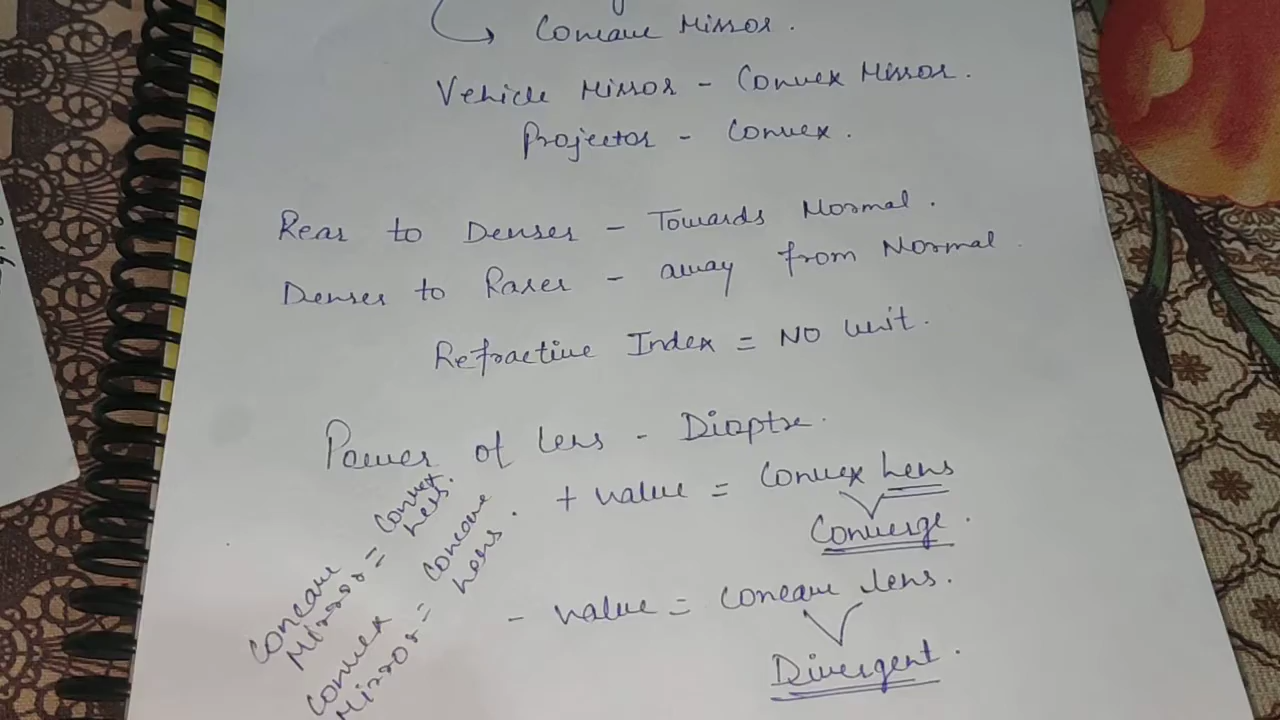 Concave Mirror.
Vehicle Mirror - Convex Mirror.
Projector - Convex.
Rear to Denser - Towards Normal.
Denser to Rarer - away from Normal.
Refractive Index = NO Unit.
Power of lens - Dioptre.
+ value = Convex Lens
Converge.
- value = Concave lens.
Divergent.
Concave Mirror = Convex lens.
Convex Mirror = Concave lens.